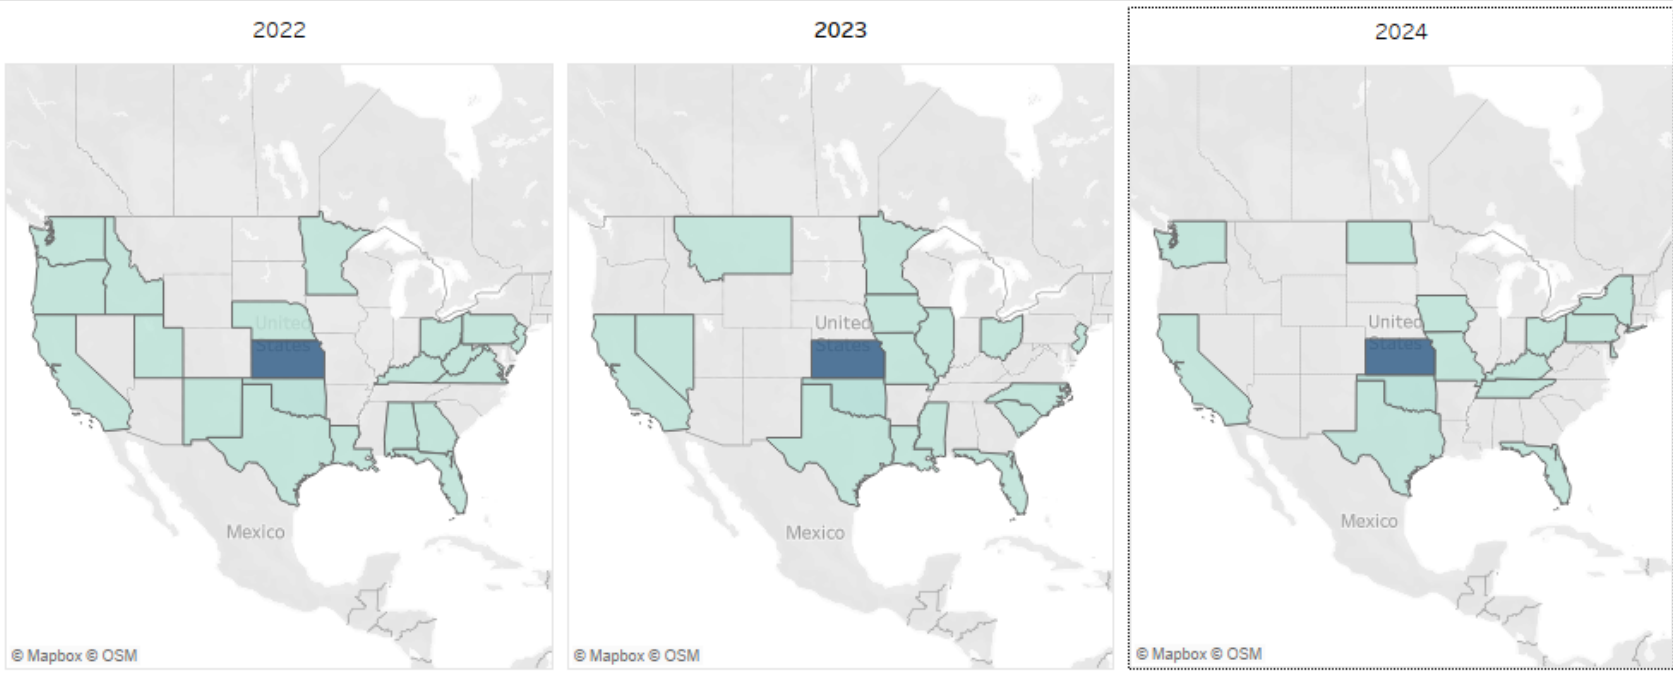 2022
2023
2024
United
States
Mexico
© Mapbox © OSM
United
States
Mexico
© Mapbox © OSM
United
States
Mexico
© Mapbox © OSM